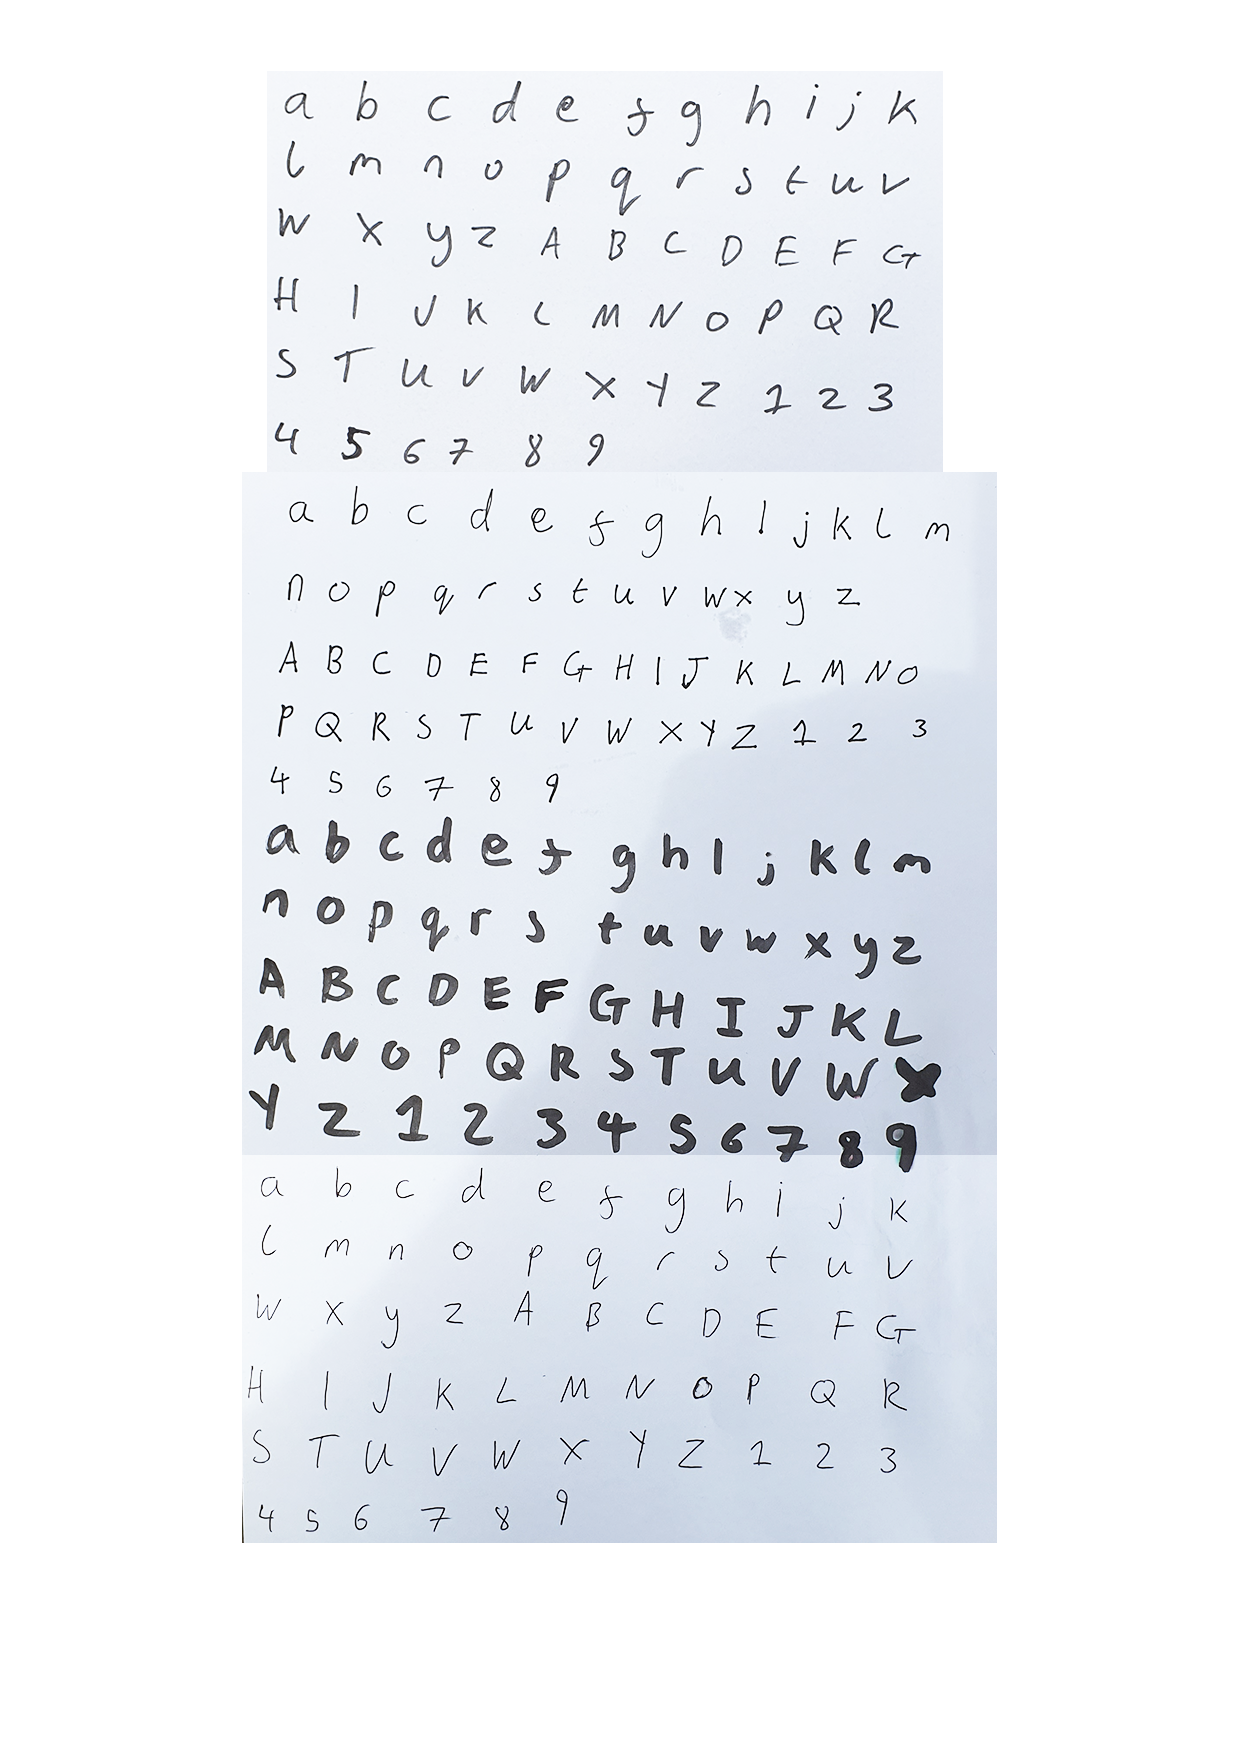 a b c d e f g h i j k
l m n o p q r s t u v
w x y z A B C D E F G
H I J K L M N O P Q R
S T U V W X Y Z 1 2 3
4 5 6 7 8 9
a b c d e f g h i j k l m
n o p q r s t u v w x y z
A B C D E F G H I J K L M N O
P Q R S T U V W X Y Z 1 2 3
4 5 6 7 8 9
a b c d e f g h l j k l m
n o p q r s t u v w x y z
A B C D E F G H I J K L
M N O P Q R S T U V W X
Y Z 1 2 3 4 5 6 7 8 9
a b c d e f g h i j k
l m n o p q r s t u v
w x y z A B C D E F G
H I J K L M N O P Q R
S T U V W X Y Z 1 2 3
4 5 6 7 8 9